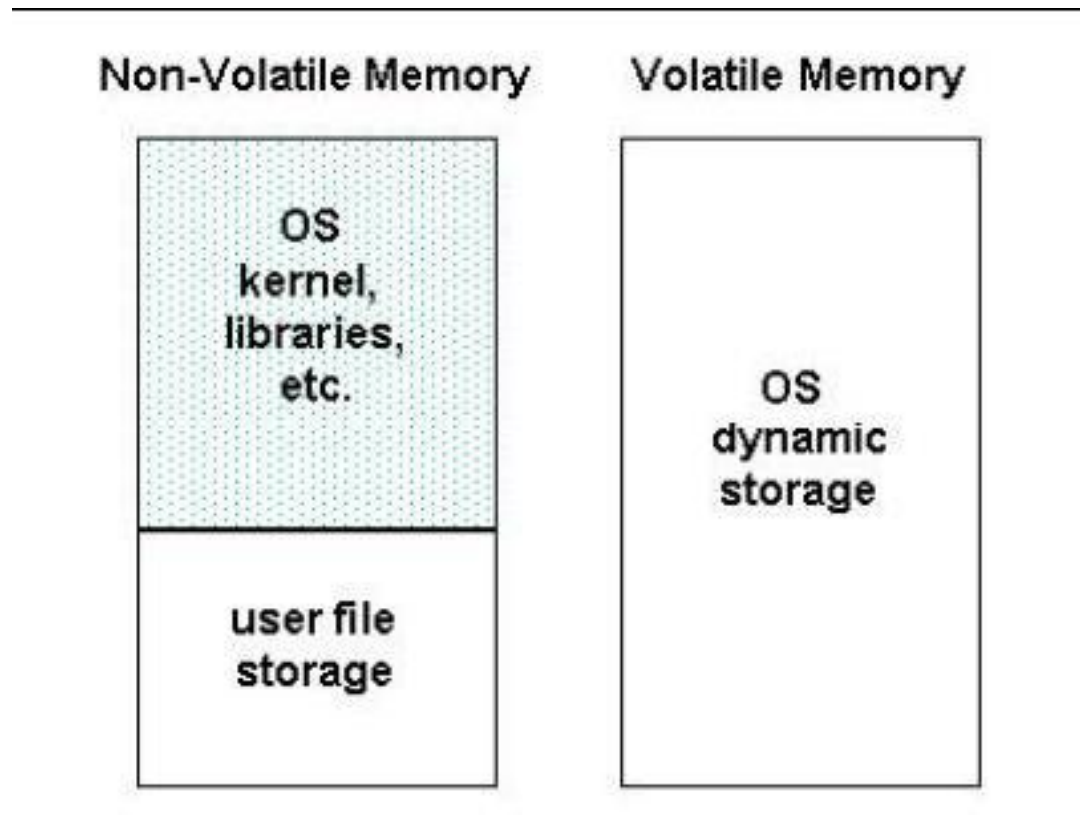 Non-Volatile Memory
Volatile Memory
OS
kernel,
libraries,
etc.
user file
storage
OS
dynamic
storage